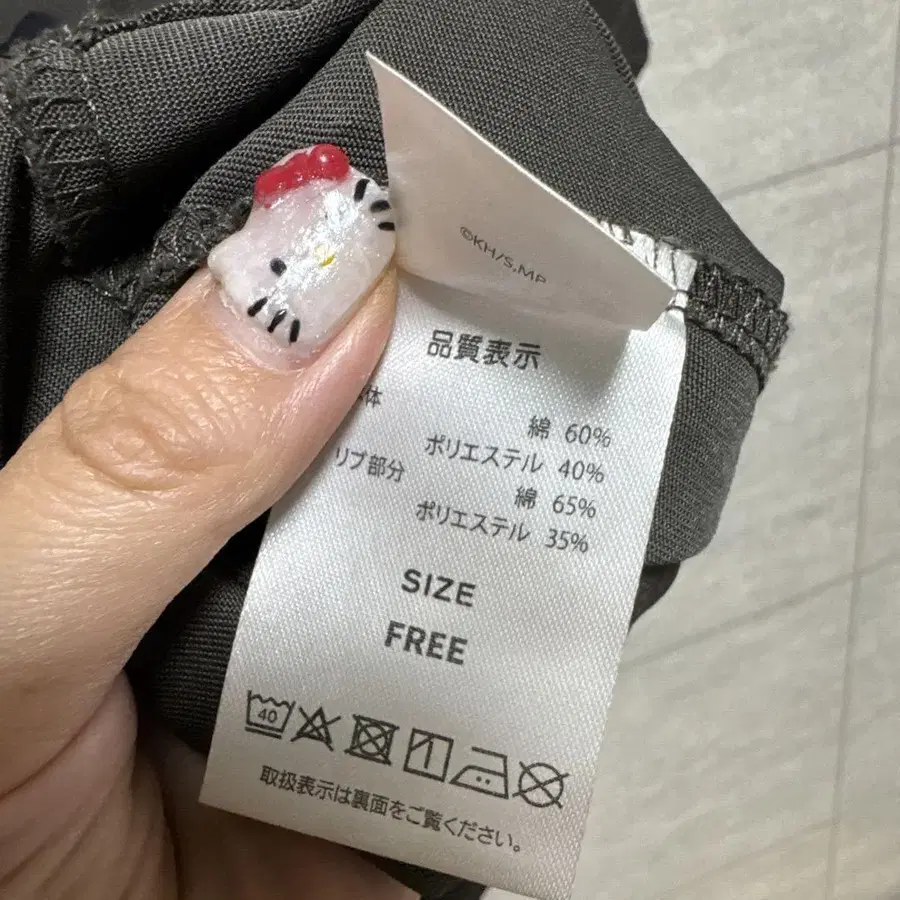 ©KH/S,MP
品質表示
体
綿 60%
ポリエステル 40%
リブ部分
綿 65%
ポリエステル 35%
SIZE
FREE
40
取扱表示は裏面をご覧ください。